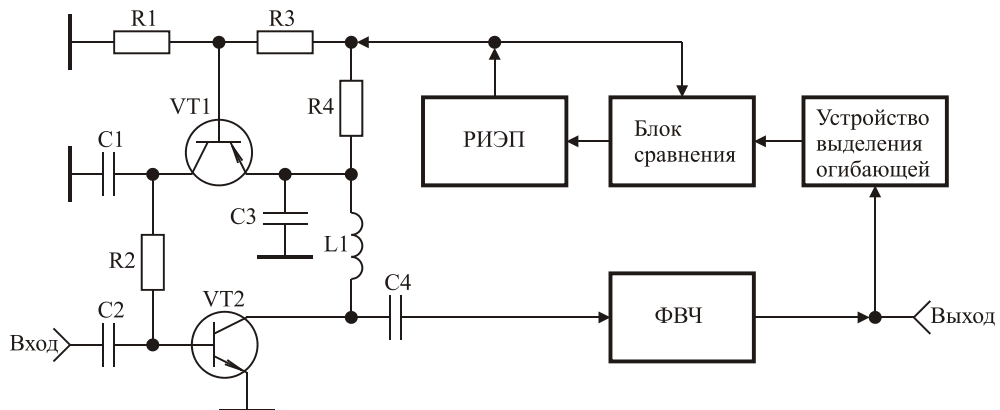 R1
R3
VT1
R4
C1
РИЭП
Блок
сравнения
Устройство
выделения
огибающей
C3
R2
L1
C2
VT2
C4
ФВЧ
Вход
Выход